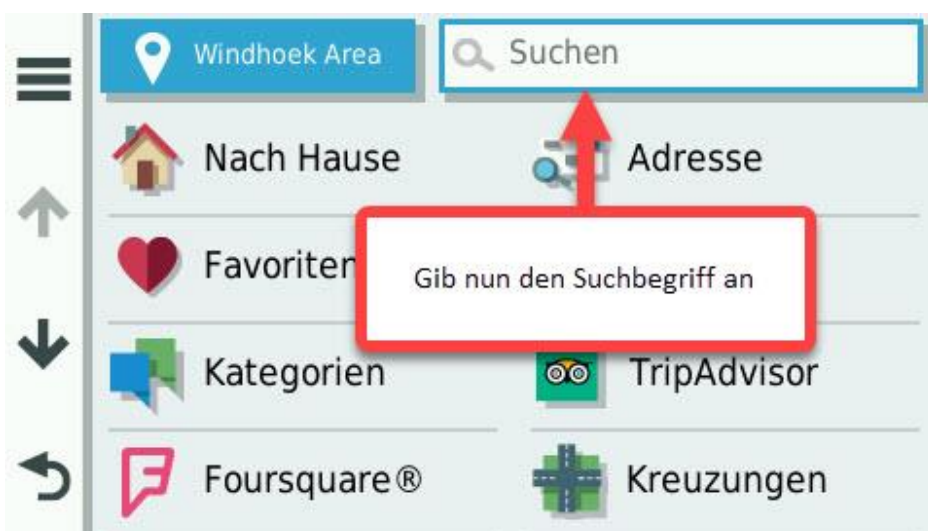 Windhoek Area
Suchen
Nach Hause
Adresse
Favoriten
Gib nun den Suchbegriff an
Kategorien
TripAdvisor
Foursquare®
Kreuzungen